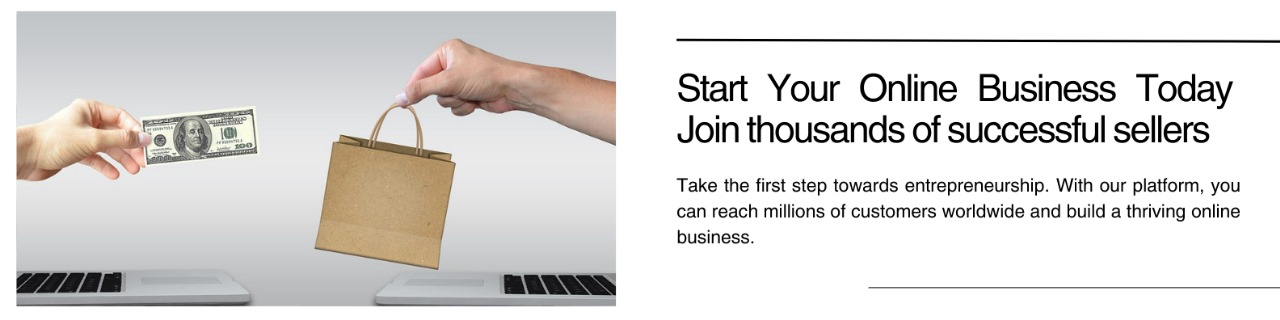 Start Your Online Business Today
Join thousands of successful sellers
Take the first step towards entrepreneurship. With our platform, you
can reach millions of customers worldwide and build a thriving online
business.
100